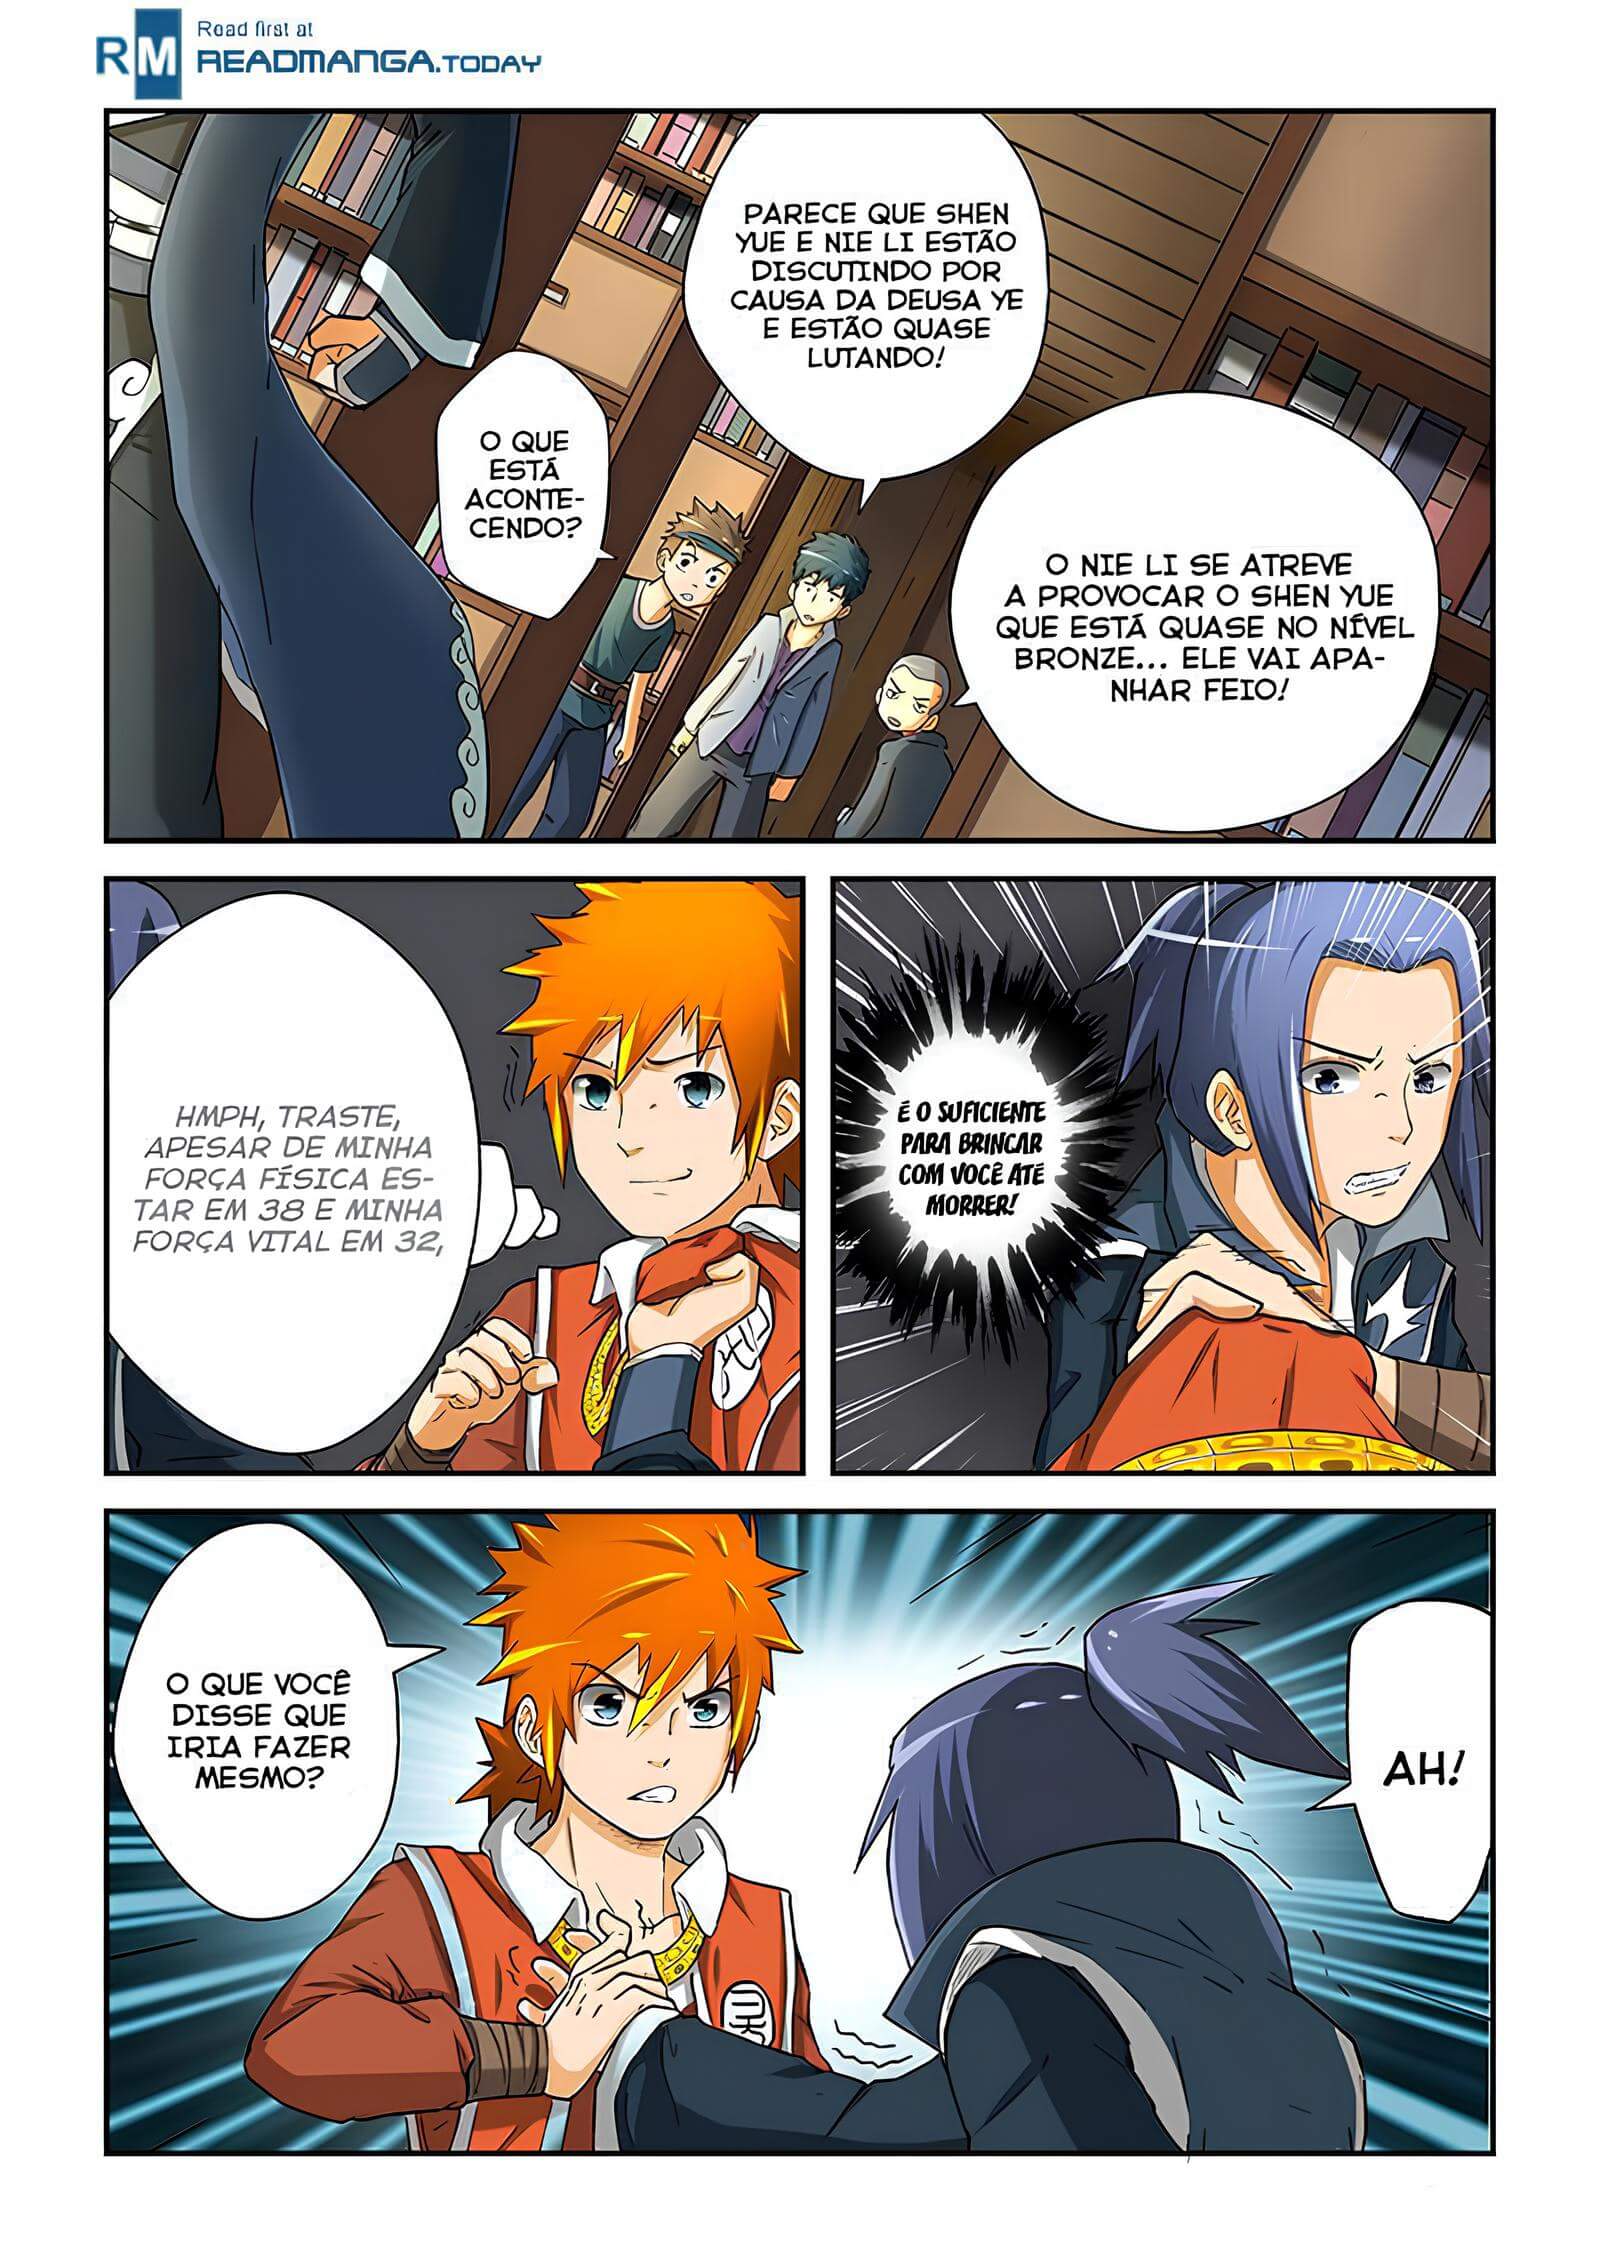 RM
Read first at
READMANGA.TODAY
PARECE QUE SHEN
YUE E NIE LI ESTÃO
DISCUTINDO POR
CAUSA DA DEUSA YE
E ESTÃO QUASE
LUTANDO!
O QUE
ESTÁ
ACONTE-
CENDO?
O NIE LI SE ATREVE
A PROVOCAR O SHEN YUE
QUE ESTÁ QUASE NO NÍVEL
BRONZE... ELE VAI APA-
NHAR FEIO!
HMPH, TRASTE,
APESAR DE MINHA
FORÇA FÍSICA ES-
TAR EM 38 E MINHA
FORÇA VITAL EM 32,
É O SUFICIENTE
PARA BRINCAR
COM VOCÊ ATÉ
MORRER!
O QUE VOCÊ
DISSE QUE
IRIA FAZER
MESMO?
AH!